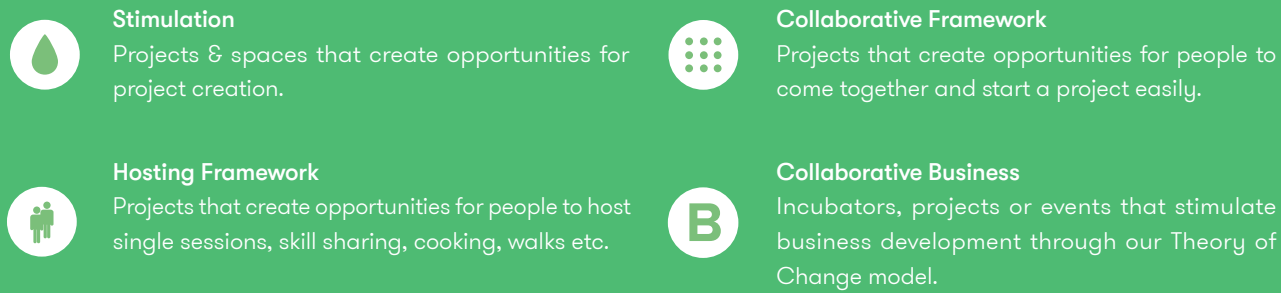 Stimulation
Projects & spaces that create opportunities for
project creation.
Hosting Framework
Projects that create opportunities for people to host
single sessions, skill sharing, cooking, walks etc.
Collaborative Framework
Projects that create opportunities for people to
come together and start a project easily.
B
Collaborative Business
Incubators, projects or events that stimulate
business development through our Theory of
Change model.